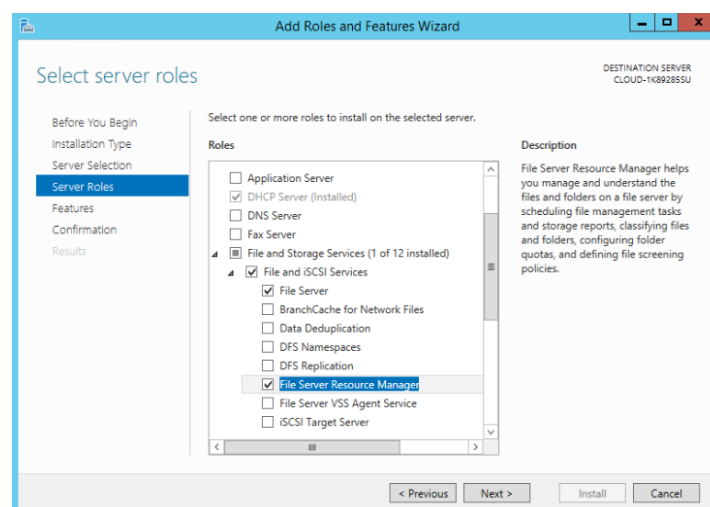 Add Roles and Features Wizard
Select server roles
DESTINATION SERVER
CLOUD-1K89285SU
Before You Begin
Installation Type
Server Selection
Server Roles
Features
Confirmation
Results
Select one or more roles to install on the selected server.
Roles
Application Server
DHCP Server (Installed)
DNS Server
Fax Server
File and Storage Services (1 of 12 installed)
File and iSCSI Services
File Server
BranchCache for Network Files
Data Deduplication
DFS Namespaces
DFS Replication
File Server Resource Manager
File Server VSS Agent Service
iSCSI Target Server
Description
File Server Resource Manager helps
you manage and understand the
files and folders on a file server by
scheduling file management tasks
and storage reports, classifying files
and folders, configuring folder
quotas, and defining file screening
policies.
< Previous
Next >
Install
Cancel